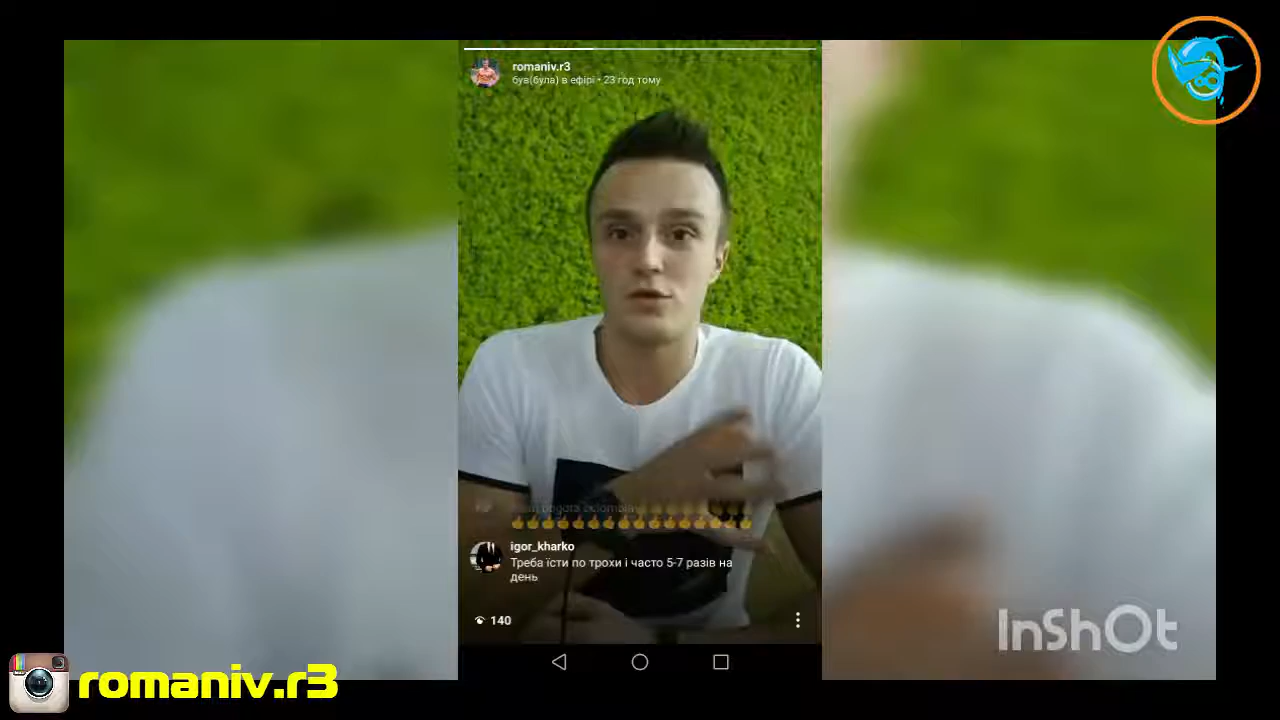 romaniv.r3
був(була) в ефірі • 23 год тому
igor_kharko
Треба їсти по трохи і часто 5-7 разів на
день
140
InShOt
romaniv.r3